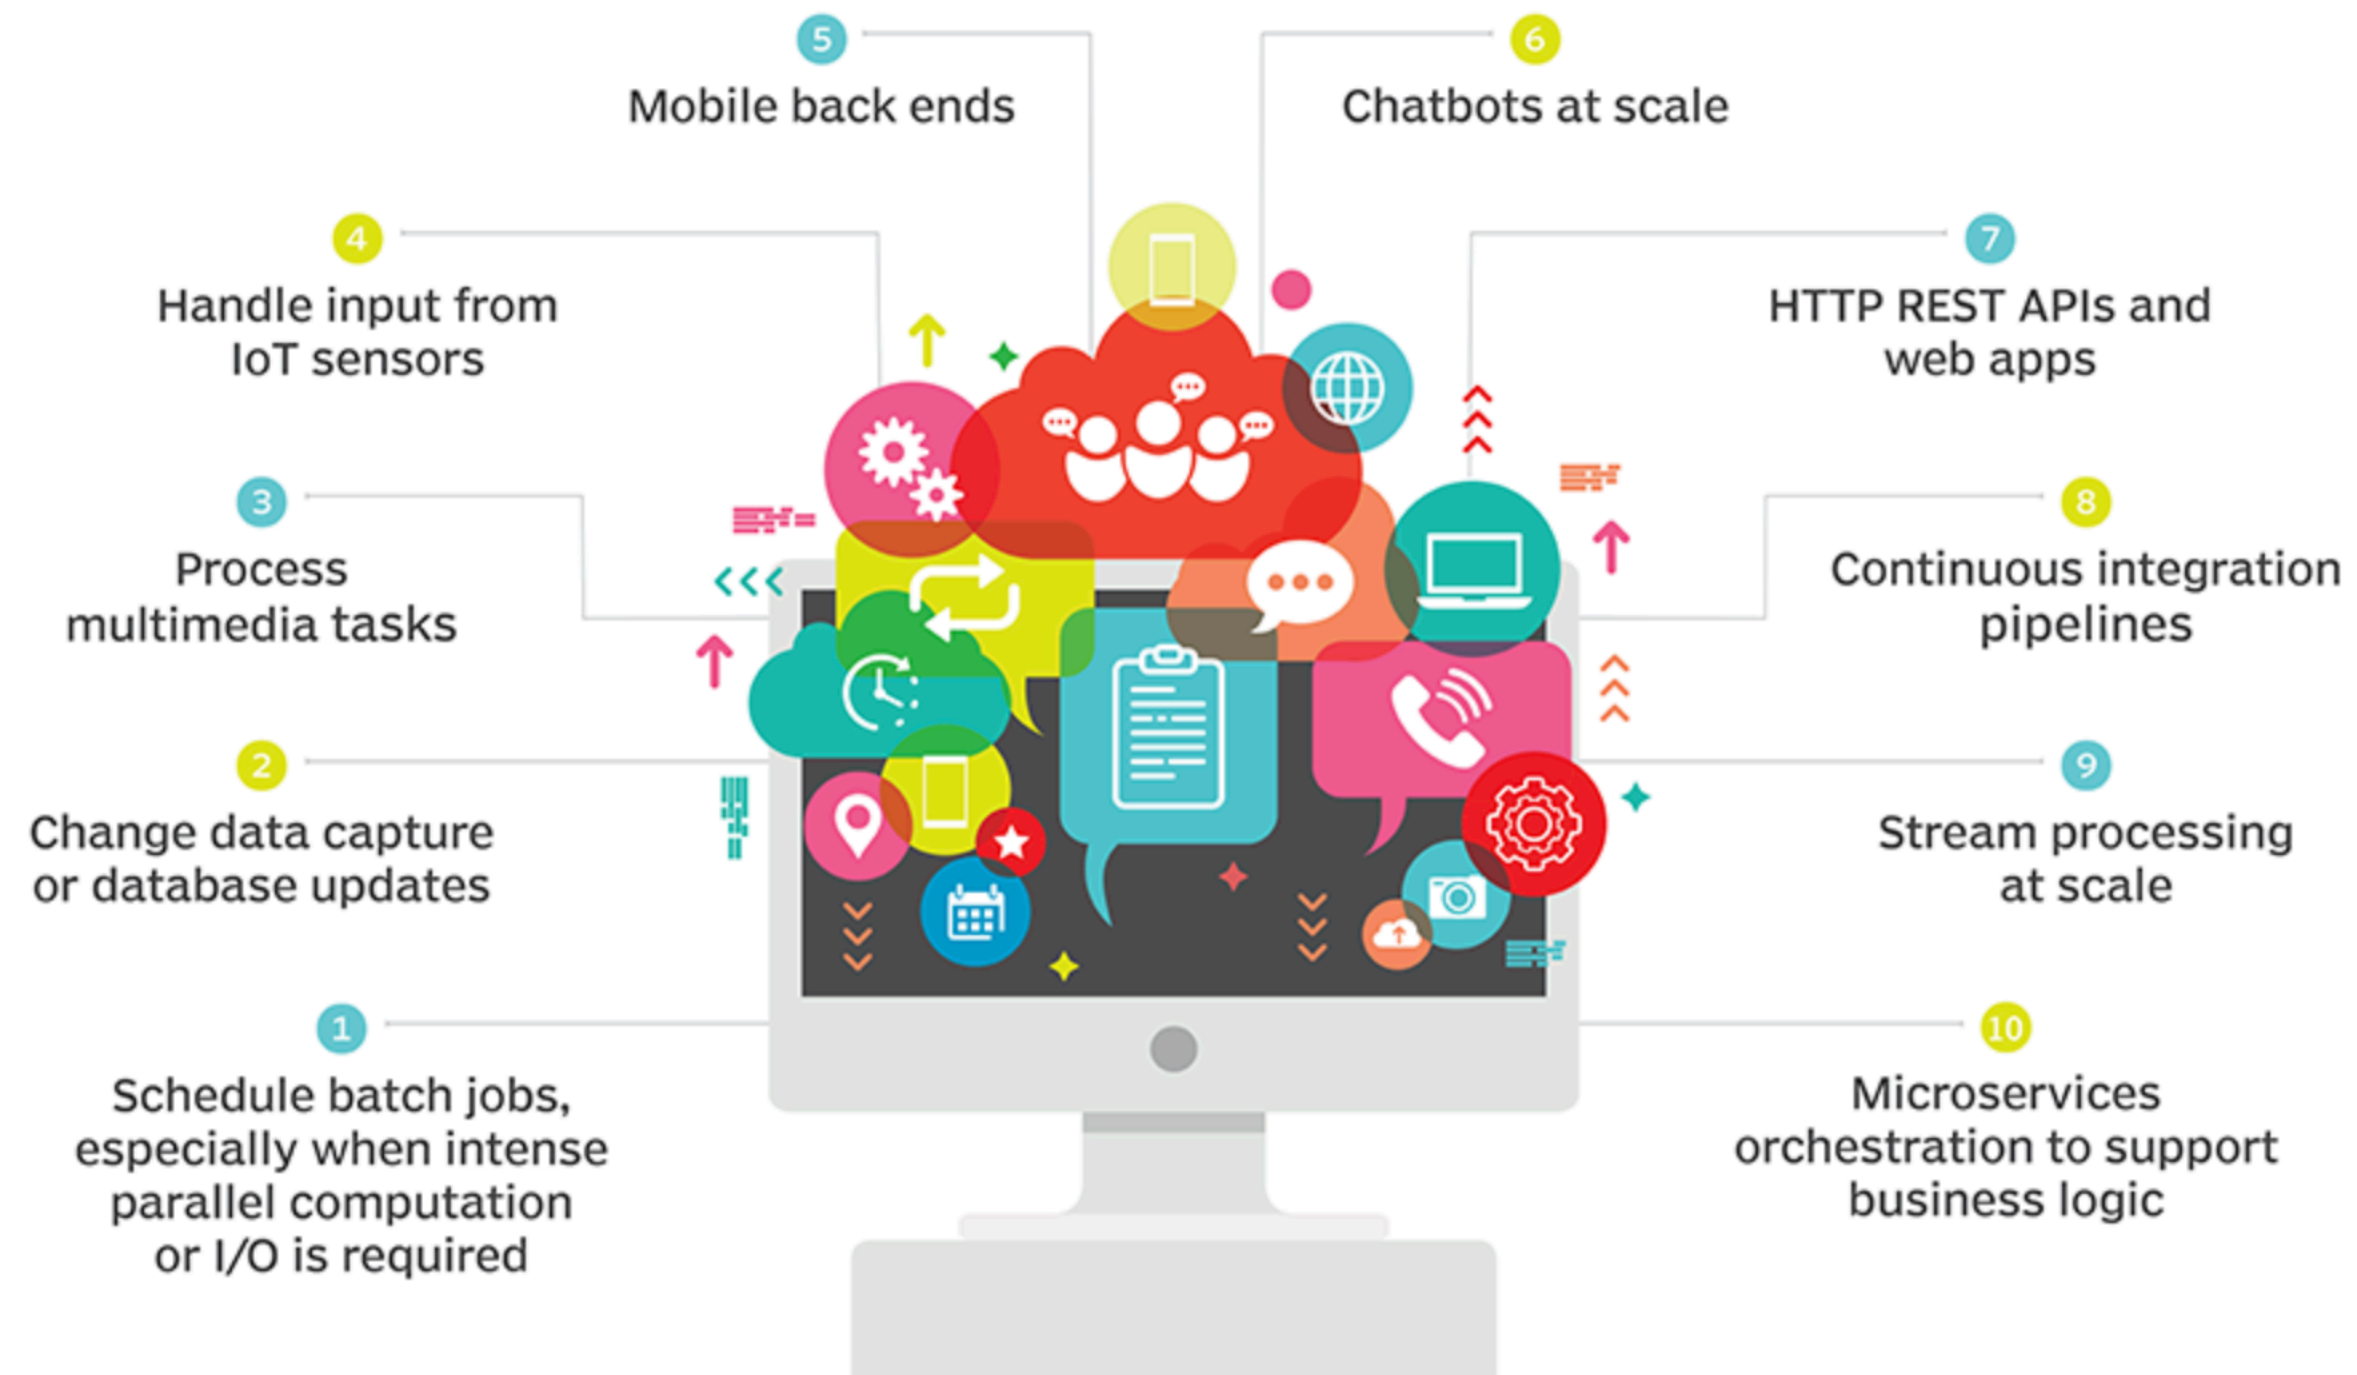 5
Mobile back ends
6
Chatbots at scale
4
Handle input from
IoT sensors
7
HTTP REST APIs and
web apps
3
Process
multimedia tasks
8
Continuous integration
pipelines
2
Change data capture
or database updates
9
Stream processing
at scale
1
Schedule batch jobs,
especially when intense
parallel computation
or I/O is required
10
Microservices
orchestration to support
business logic